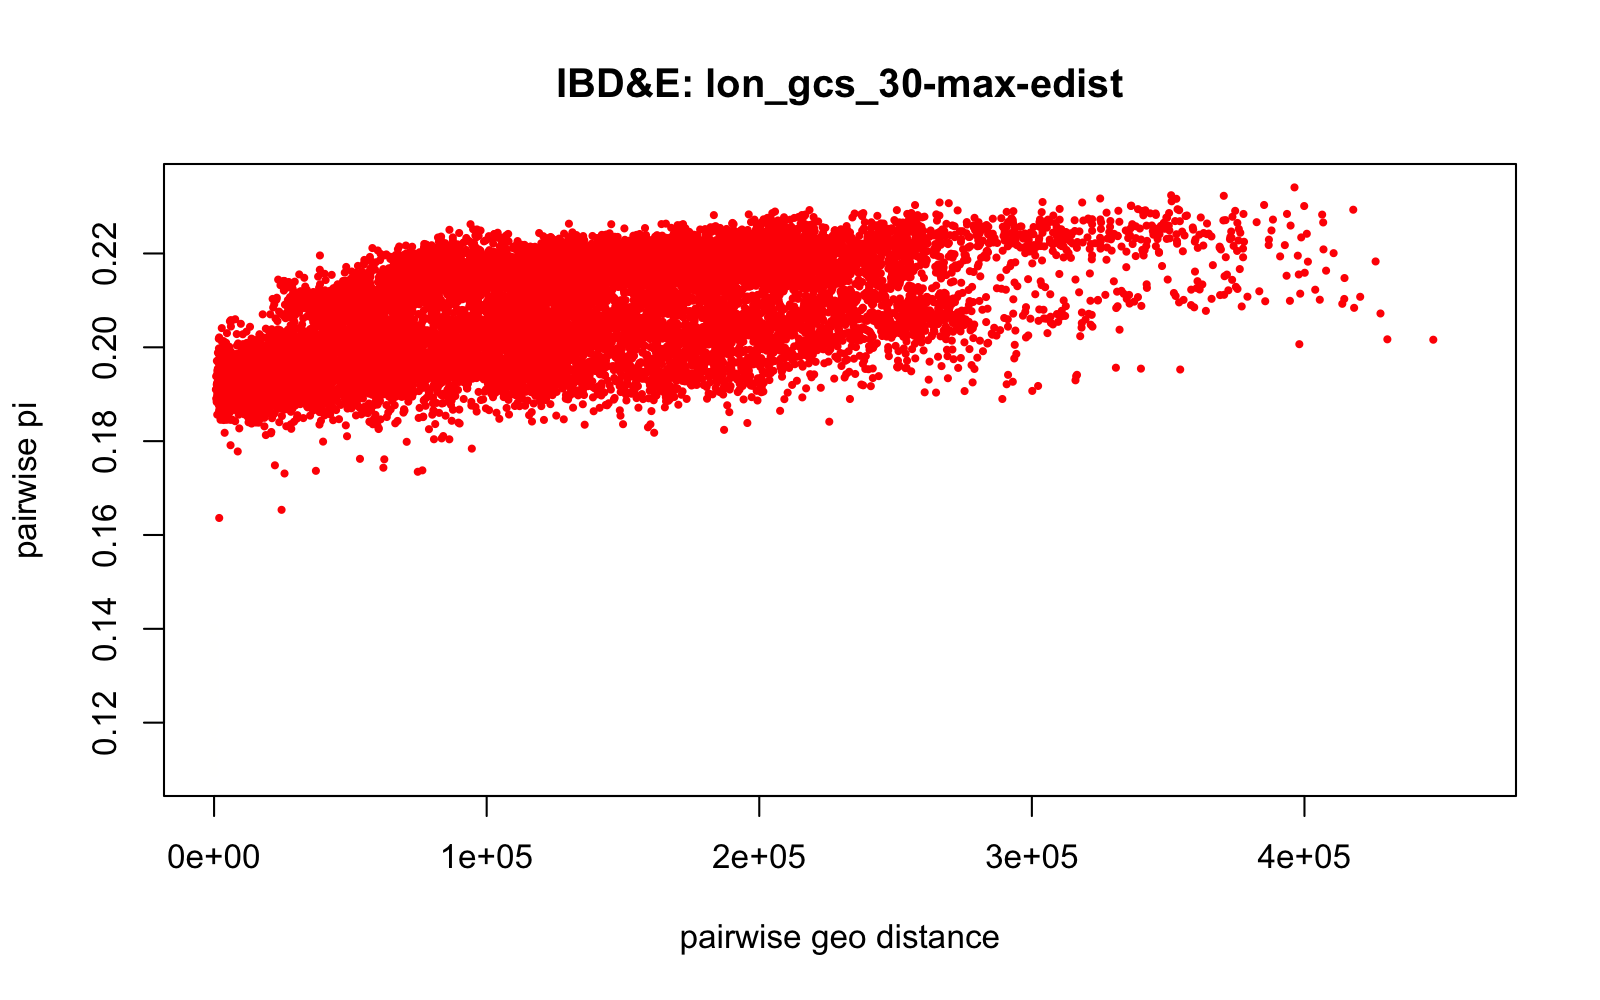 IBD&E: lon_gcs_30-max-edist
pairwise pi
0.22
0.20
0.18
0.16
0.14
0.12
0e+00
1e+05
2e+05
3e+05
4e+05
pairwise geo distance